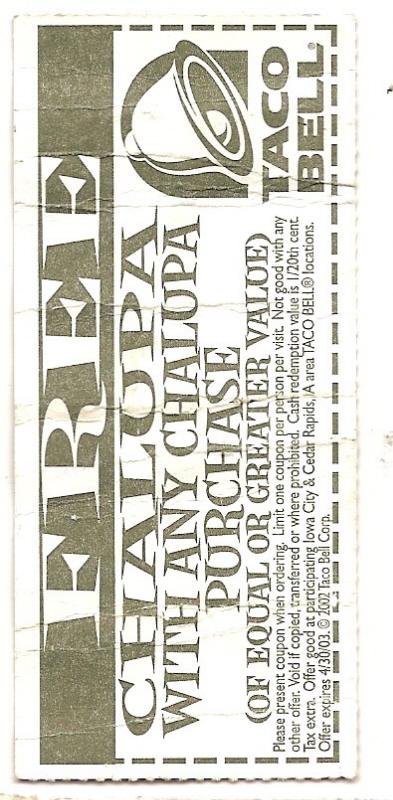 FREE
CHALUPA
WITH ANY CHALUPA
PURCHASE
(OF EQUAL OR GREATER VALUE)
TACO
BELL®
Please present coupon when ordering. Limit one coupon per person per visit. Not good with any
other offer. Void if copied, transferred or where prohibited. Cash redemption value is 1/20th cent.
Tax extra. Offer good at participating Iowa City & Cedar Rapids, A area TACO BELL® locations.
Offer expires 4/30/03. © 2002 Taco Bell Corp.